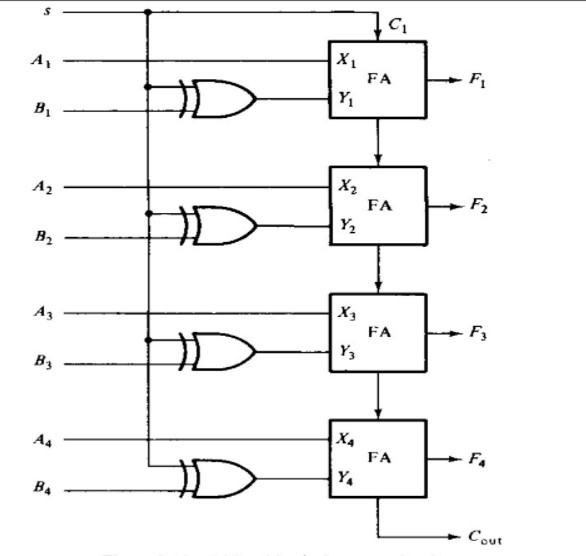 s
C₁
A₁ X₁
FA F₁
B₁ Y₁
A₂ X₂
FA F₂
B₂ Y₂
A₃ X₃
FA F₃
B₃ Y₃
A₄ X₄
FA F₄
B₄ Y₄
Cout